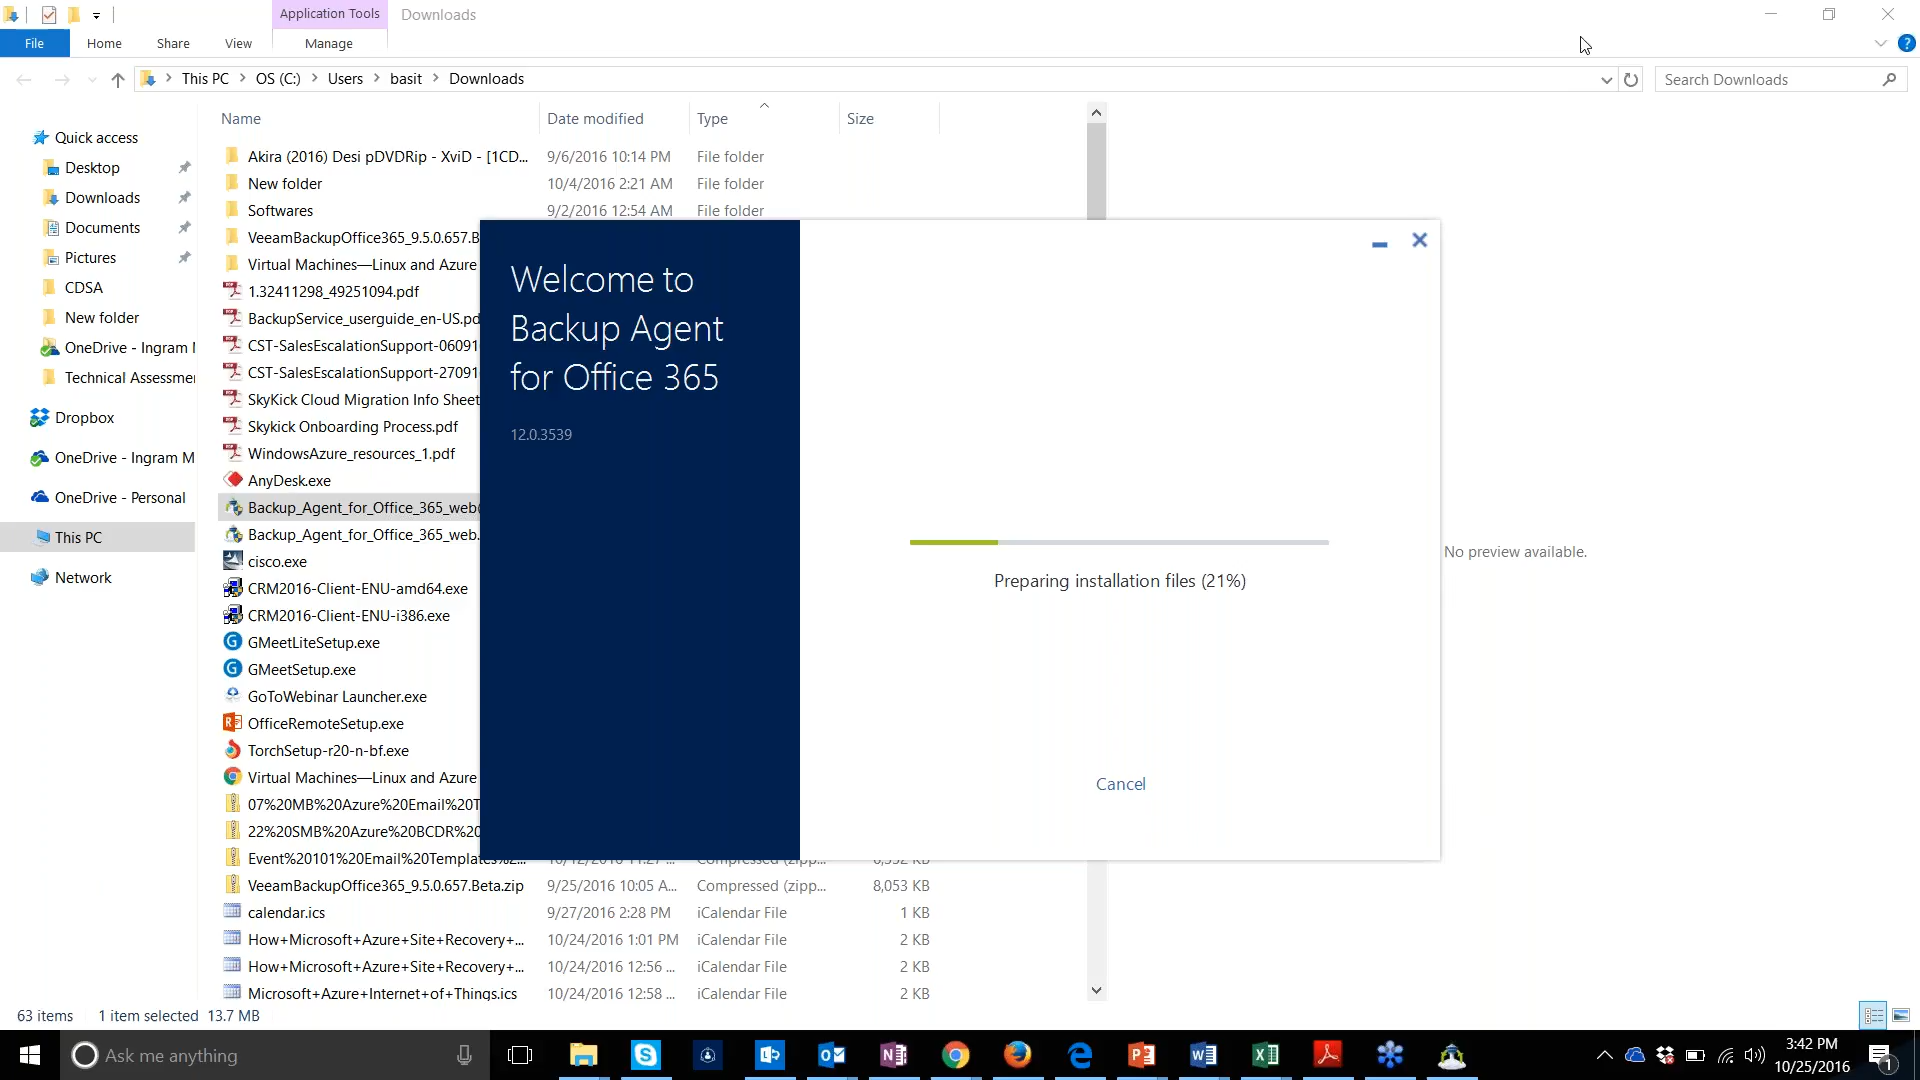 Application Tools
Downloads
File
Home
Share
View
Manage
This PC
OS (C:)
Users
basit
Downloads
Search Downloads
Name
Date modified
Type
Size
Quick access
Desktop
Downloads
Documents
Pictures
CDSA
New folder
OneDrive - Ingram
Technical Assessme
Dropbox
OneDrive - Ingram M
OneDrive - Personal
This PC
Network
Akira (2016) Desi pDVDRip - XviD - [1CD... 9/6/2016 10:14 PM File folder
New folder 10/4/2016 2:21 AM File folder
Softwares 9/2/2016 12:54 AM File folder
VeeamBackupOffice365_9.5.0.657.B
Virtual Machines—Linux and Azure
1.32411298_49251094.pdf
BackupService_userguide_en-US.pd
CST-SalesEscalationSupport-06091
CST-SalesEscalationSupport-27091
SkyKick Cloud Migration Info Sheet
Skykick Onboarding Process.pdf
WindowsAzure_resources_1.pdf
AnyDesk.exe
Backup_Agent_for_Office_365_web
Backup_Agent_for_Office_365_web.
cisco.exe
CRM2016-Client-ENU-amd64.exe
CRM2016-Client-ENU-i386.exe
GMeetLiteSetup.exe
GMeetSetup.exe
GoToWebinar Launcher.exe
OfficeRemoteSetup.exe
TorchSetup-r20-n-bf.exe
Virtual Machines—Linux and Azure
07%20MB%20Azure%20Email%20T
22%20SMB%20Azure%20BCDR%20
Event%20101%20Email%20Templates%2...
VeeamBackupOffice365_9.5.0.657.Beta.zip 9/25/2016 10:05 A... Compressed (zipp... 8,053 KB
calendar.ics 9/27/2016 2:28 PM iCalendar File 1 KB
How+Microsoft+Azure+Site+Recovery+... 10/24/2016 1:01 PM iCalendar File 2 KB
How+Microsoft+Azure+Site+Recovery+... 10/24/2016 12:56 ... iCalendar File 2 KB
Microsoft+Azure+Internet+of+Things.ics 10/24/2016 12:58 ... iCalendar File 2 KB
Welcome to
Backup Agent
for Office 365
12.0.3539
Preparing installation files (21%)
Cancel
No preview available.
63 items 1 item selected 13.7 MB
Ask me anything
3:42 PM
10/25/2016
1